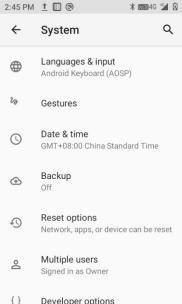 2:45 PM 4G
System
Languages & input
Android Keyboard (AOSP)
Gestures
Date & time
GMT+08:00 China Standard Time
Backup
Off
Reset options
Network, apps, or device can be reset
Multiple users
Signed in as Owner
{ } Developer options